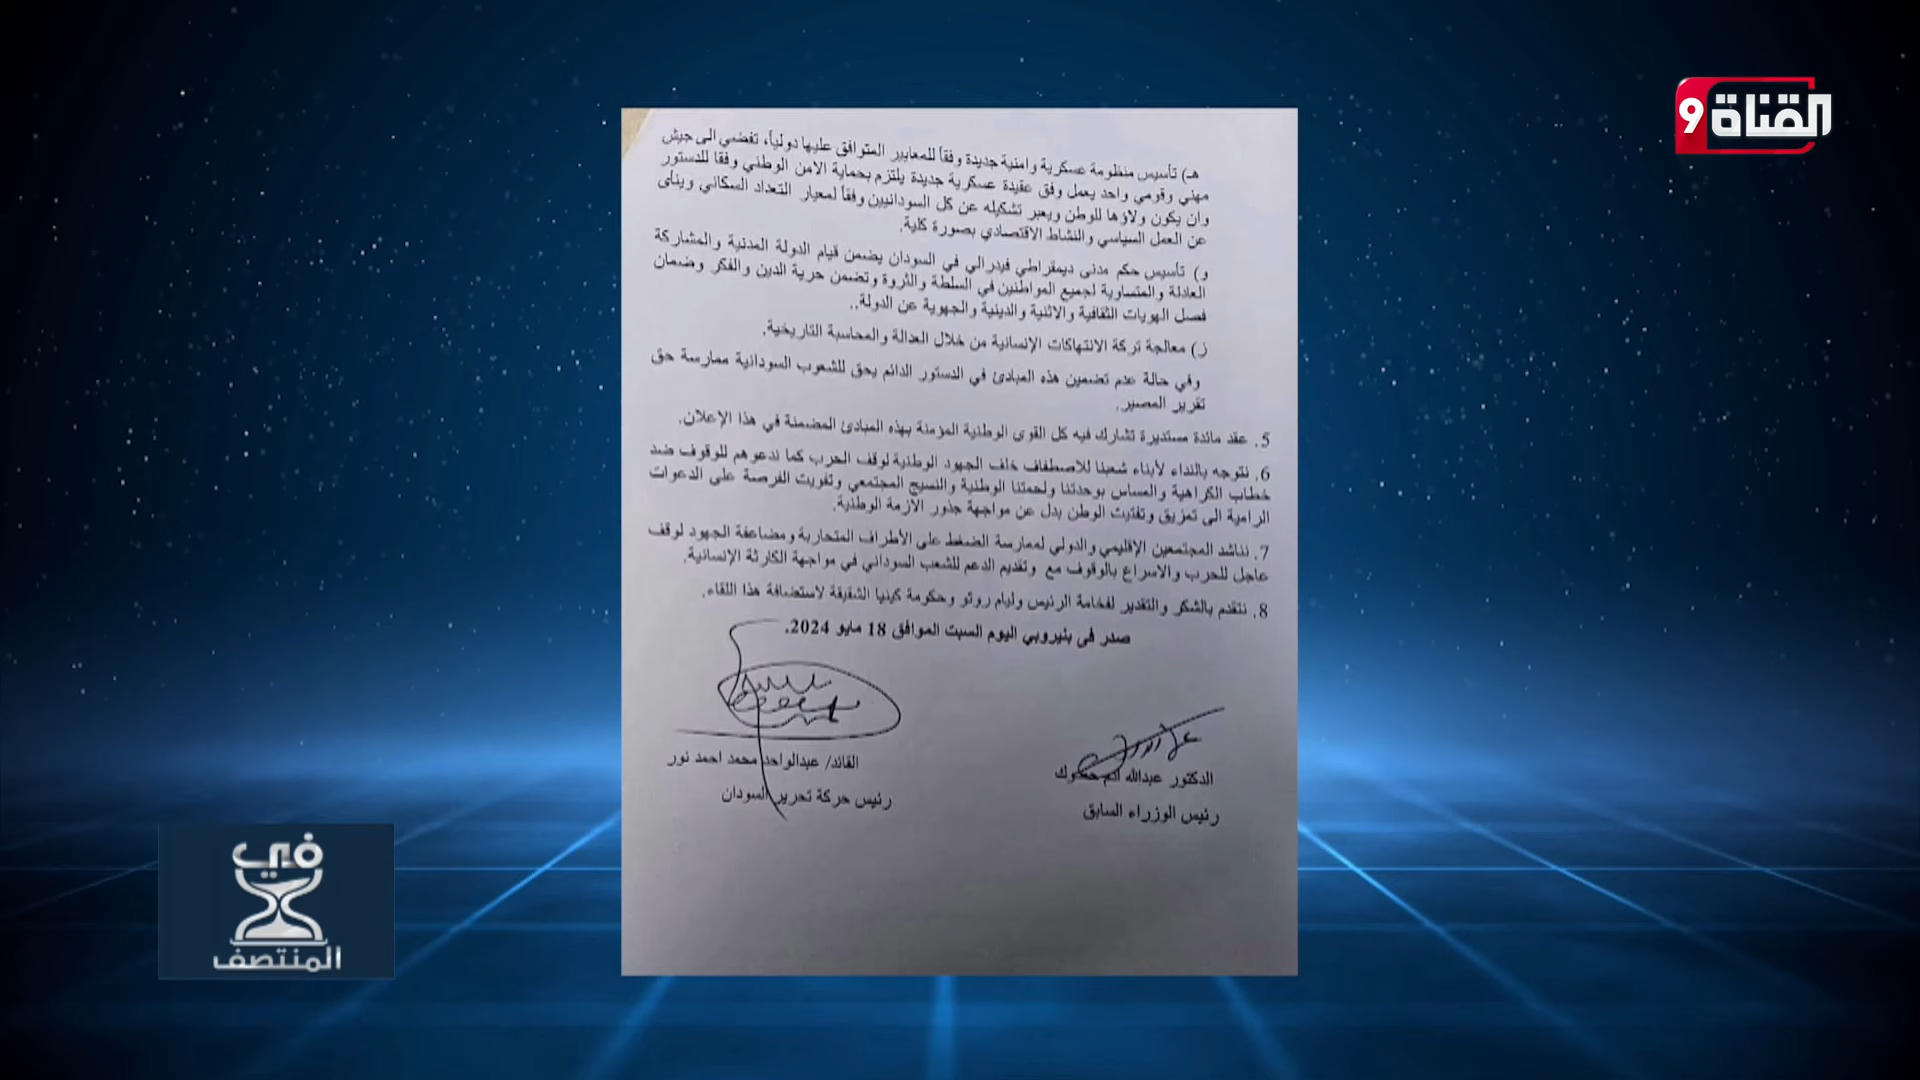 القناة 9
هـ) تأسيس منظومة عسكرية وامنية جديدة وفقاً للمعايير المتوافق عليها دولياً، تفضي الى جيش
مهني وقومي واحد يعمل وفق عقيدة عسكرية جديدة يلتزم بحماية الامن الوطني وفقا للدستور
وان يكون ولاؤها للوطن ويعبر تشكيله عن كل السودانيين وفقاً لمعيار التعداد السكاني وينأى
عن العمل السياسي والنشاط الاقتصادي بصورة كلية.
و) تأسيس حكم مدنى ديمقراطي فيدرالي في السودان يضمن قيام الدولة المدنية والمشاركة
العادلة والمتساوية لجميع المواطنين في السلطة والثروة وتضمن حرية الدين والفكر وضمان
فصل الهويات الثقافية والاثنية والدينية والجهوية عن الدولة..
ز) معالجة تركة الانتهاكات الإنسانية من خلال العدالة والمحاسبة التاريخية.
وفي حالة عدم تضمين هذه المبادئ في الدستور الدائم يحق للشعوب السودانية ممارسة حق
تقرير المصير.
5. عقد مائدة مستديرة تشارك فيه كل القوى الوطنية المؤمنة بهذه المبادئ المضمنة في هذا الإعلان.
6. نتوجه بالنداء لأبناء شعبنا للاصطفاف خلف الجهود الوطنية لوقف الحرب كما ندعوهم للوقوف ضد
خطاب الكراهية والمساس بوحدتنا ولحمتنا الوطنية والنسيج المجتمعي وتفويت الفرصة على الدعوات
الرامية الى تمزيق وتفتيت الوطن بدل عن مواجهة جذور الأزمة الوطنية.
7. نناشد المجتمعين الإقليمي والدولي لممارسة الضغط على الأطراف المتحاربة ومضاعفة الجهود لوقف
عاجل للحرب والاسراع بالوقوف مع وتقديم الدعم للشعب السوداني في مواجهة الكارثة الإنسانية.
8. نتقدم بالشكر والتقدير لفخامة الرئيس وليام روتو وحكومة كينيا الشقيقة لاستضافة هذا اللقاء.
صدر فى بنيروبي اليوم السبت الموافق 18 مايو 2024.
الدكتور عبدالله ادم حمدوك
رئيس الوزراء السابق
القائد/ عبدالواحد محمد احمد نور
رئيس حركة تحرير السودان
في
المنتصف